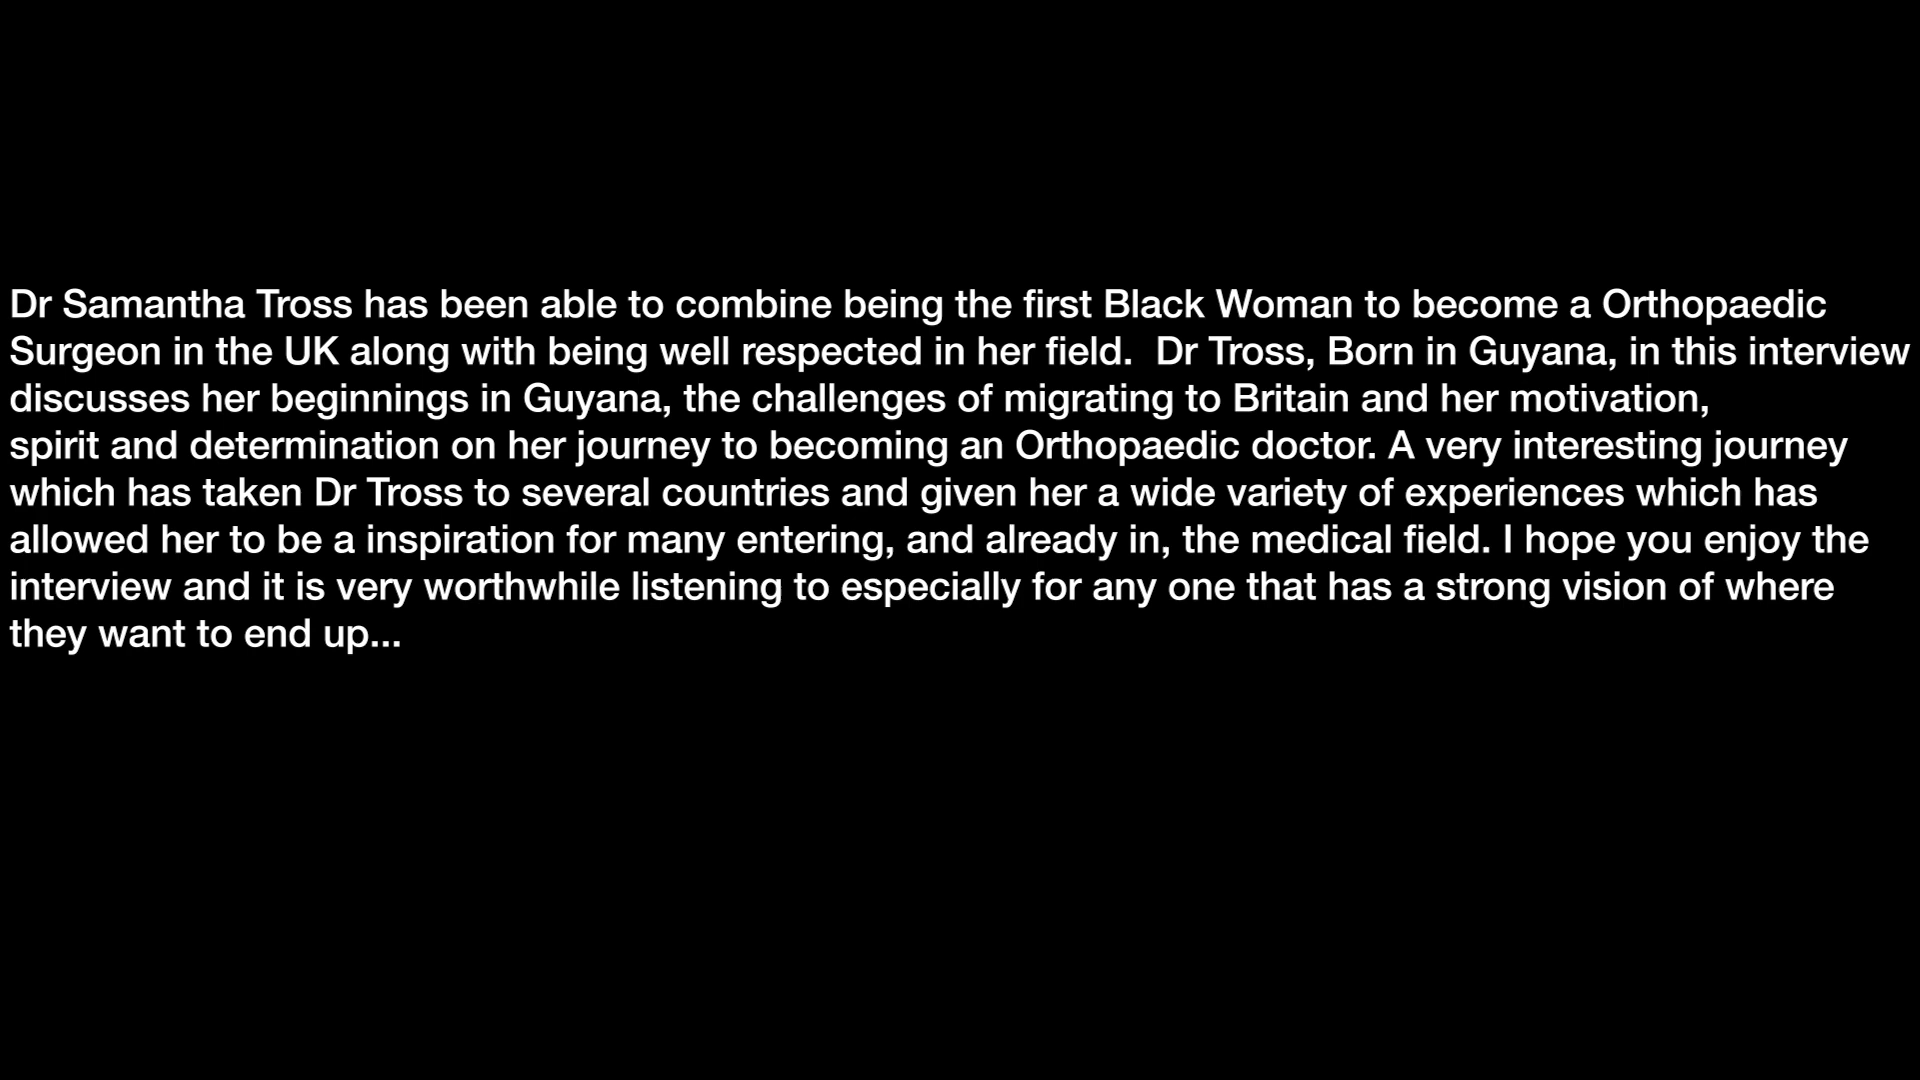 Dr Samantha Tross has been able to combine being the first Black Woman to become a Orthopaedic
Surgeon in the UK along with being well respected in her field.  Dr Tross, Born in Guyana, in this interview
discusses her beginnings in Guyana, the challenges of migrating to Britain and her motivation,
spirit and determination on her journey to becoming an Orthopaedic doctor. A very interesting journey
which has taken Dr Tross to several countries and given her a wide variety of experiences which has
allowed her to be a inspiration for many entering, and already in, the medical field. I hope you enjoy the
interview and it is very worthwhile listening to especially for any one that has a strong vision of where
they want to end up...